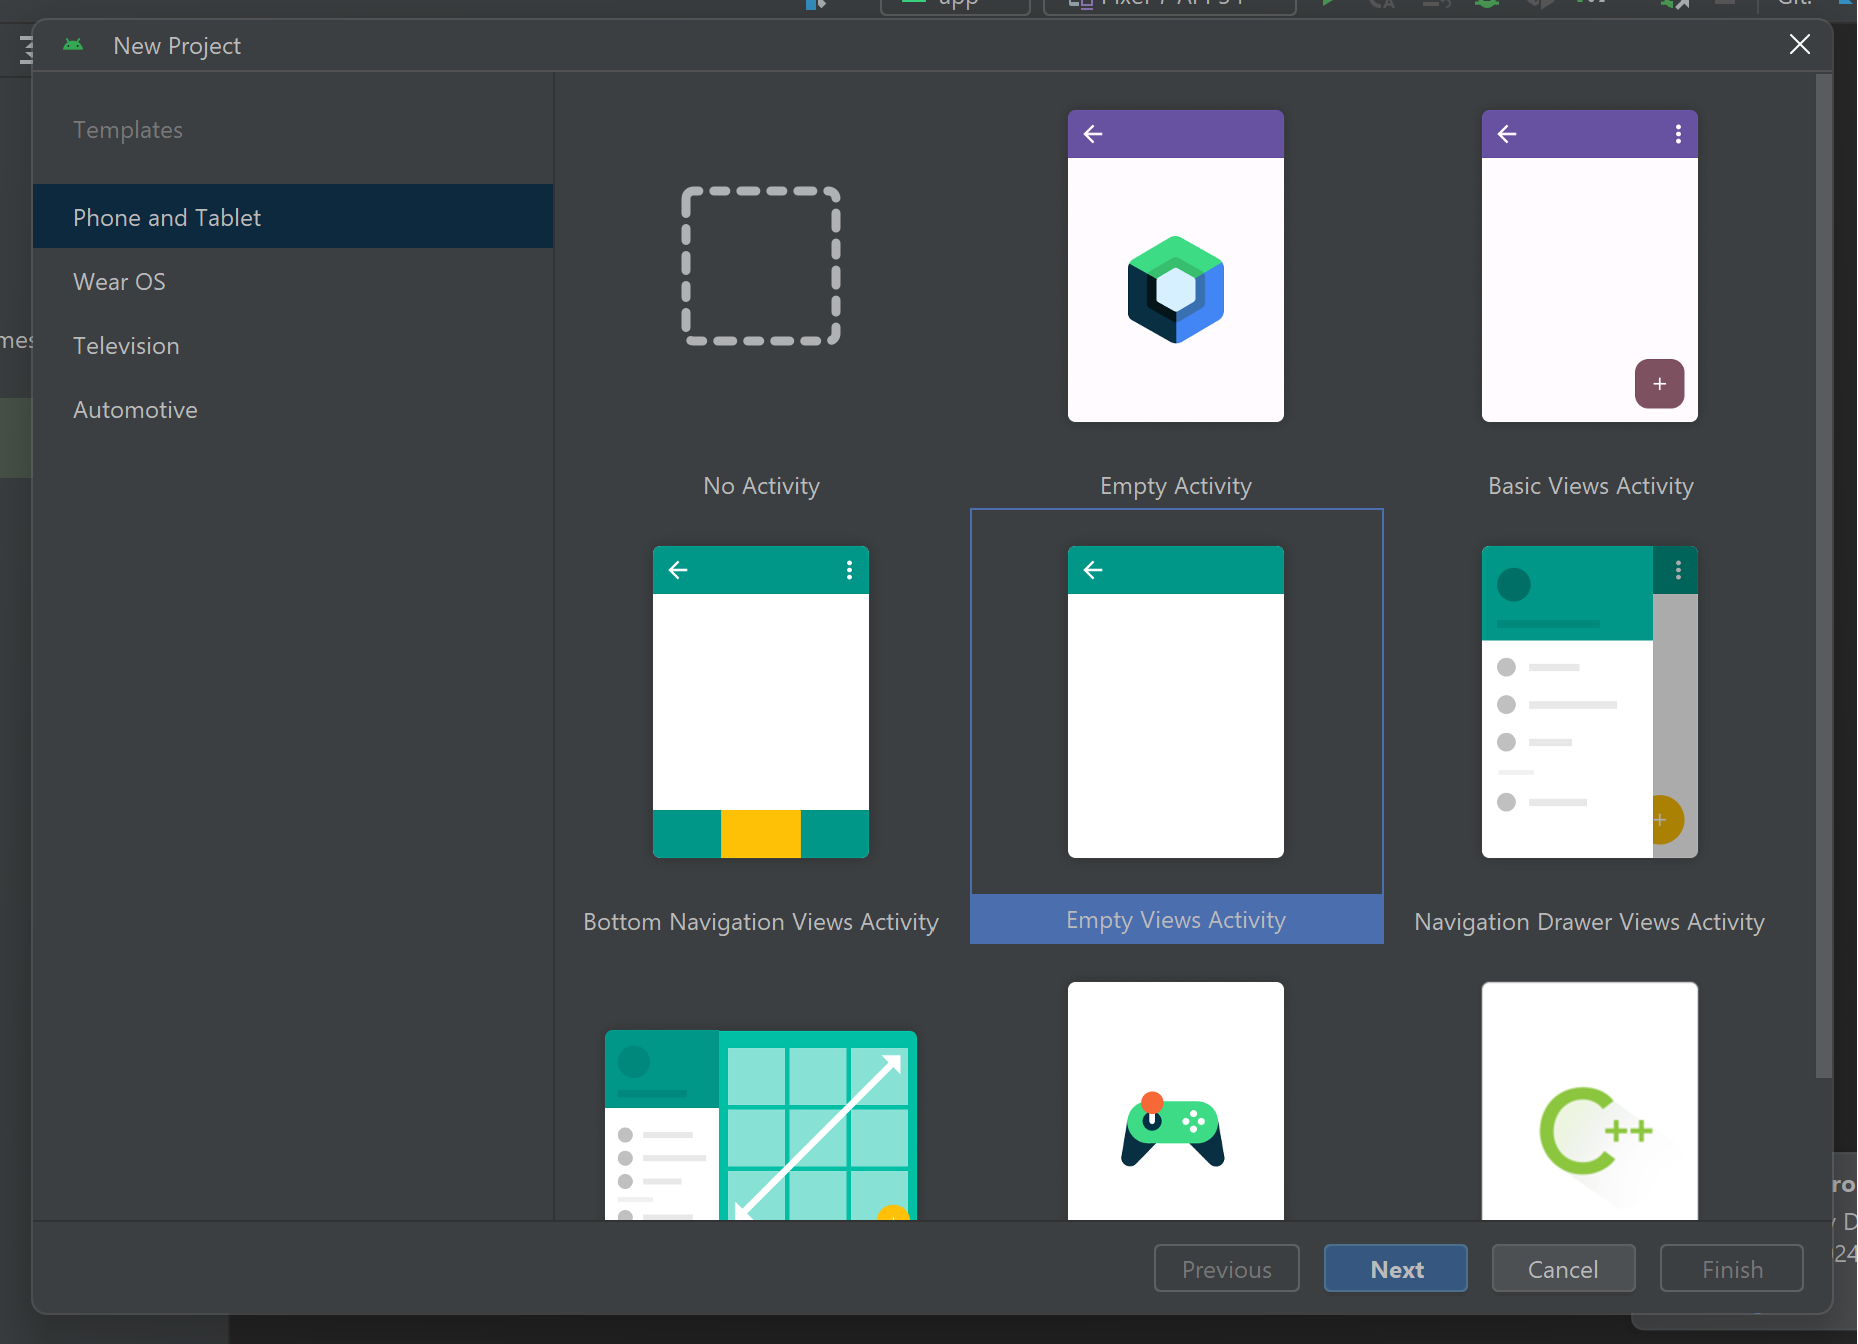 app
New Project
Templates
Phone and Tablet
Wear OS
Television
Automotive
No Activity
Empty Activity
Basic Views Activity
Bottom Navigation Views Activity
Empty Views Activity
Navigation Drawer Views Activity
C++
Previous
Next
Cancel
Finish